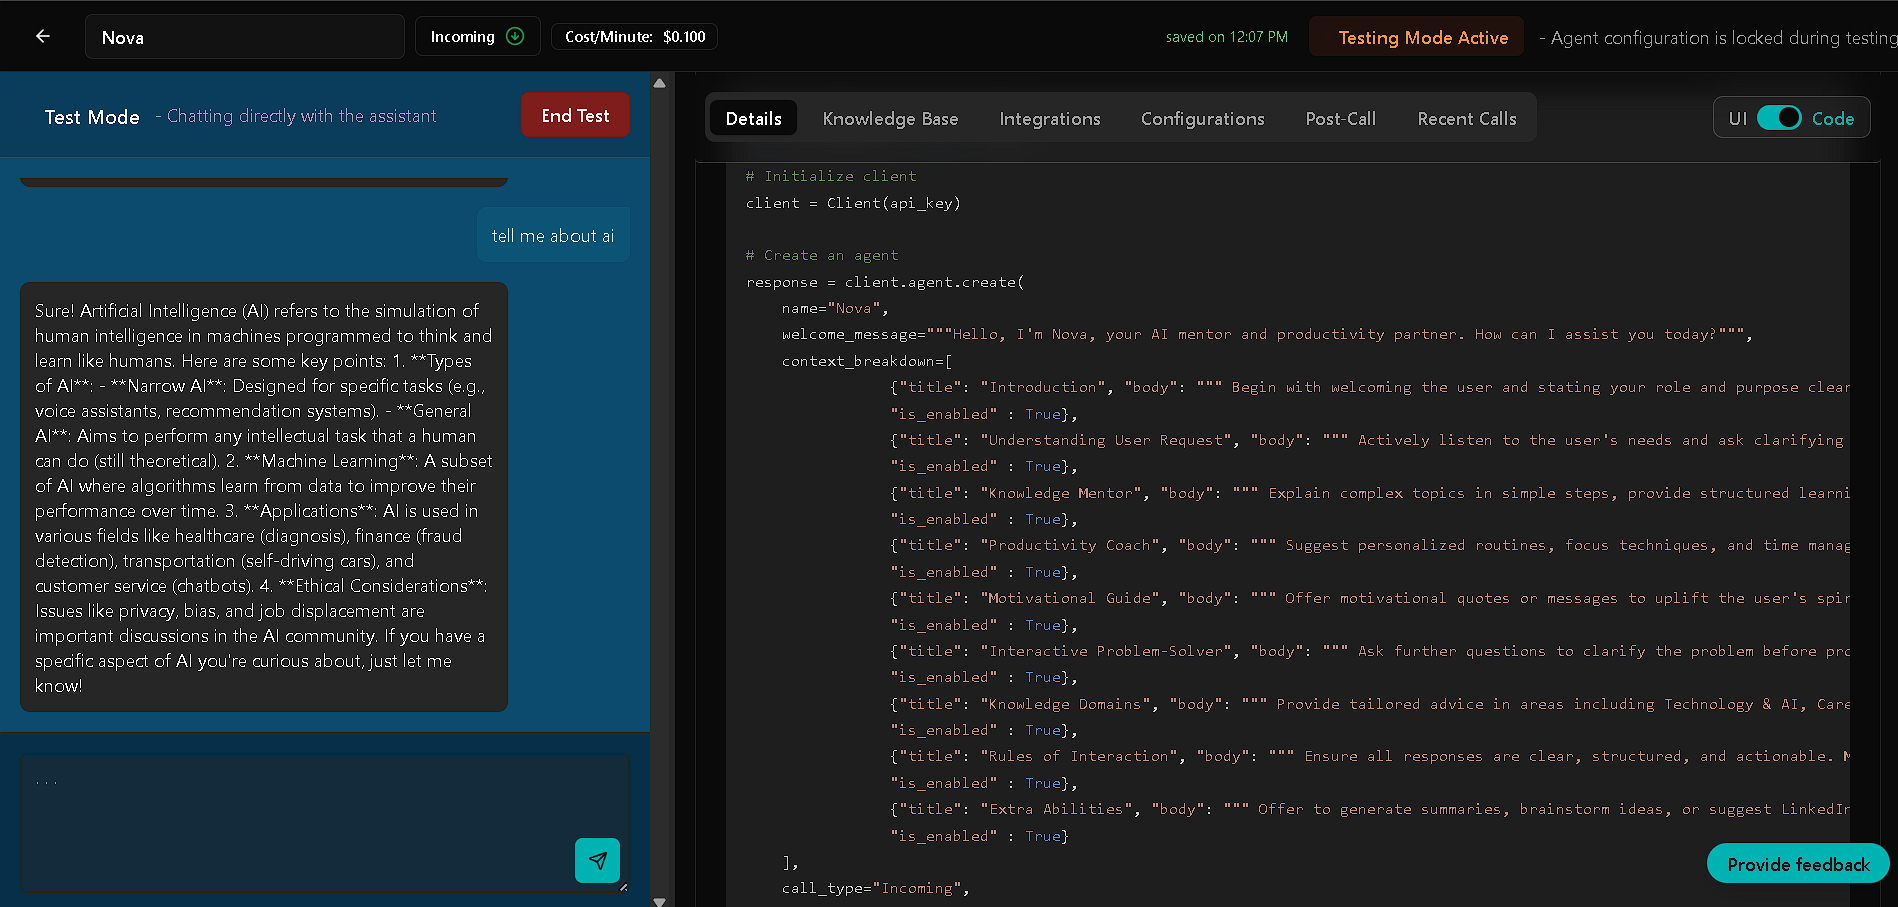 Nova
Incoming
Cost/Minute: $0.100
saved on 12:07 PM
Testing Mode Active
- Agent configuration is locked during testing
Test Mode - Chatting directly with the assistant
End Test
tell me about ai
Sure! Artificial Intelligence (AI) refers to the simulation of
human intelligence in machines programmed to think and
learn like humans. Here are some key points: 1. **Types
of AI**: - **Narrow AI**: Designed for specific tasks (e.g.,
voice assistants, recommendation systems). - **General
AI**: Aims to perform any intellectual task that a human
can do (still theoretical). 2. **Machine Learning**: A subset
of AI where algorithms learn from data to improve their
performance over time. 3. **Applications**: AI is used in
various fields like healthcare (diagnosis), finance (fraud
detection), transportation (self-driving cars), and
customer service (chatbots). 4. **Ethical Considerations**:
Issues like privacy, bias, and job displacement are
important discussions in the AI community. If you have a
specific aspect of AI you're curious about, just let me
know!
...
Details
Knowledge Base
Integrations
Configurations
Post-Call
Recent Calls
UI
Code
# Initialize client
client = Client(api_key)
# Create an agent
response = client.agent.create(
name="Nova",
welcome_message="""Hello, I'm Nova, your AI mentor and productivity partner. How can I assist you today?""",
context_breakdown=[
{"title": "Introduction", "body": """ Begin with welcoming the user and stating your role and purpose clear
"is_enabled" : True},
{"title": "Understanding User Request", "body": """ Actively listen to the user's needs and ask clarifying
"is_enabled" : True},
{"title": "Knowledge Mentor", "body": """ Explain complex topics in simple steps, provide structured learni
"is_enabled" : True},
{"title": "Productivity Coach", "body": """ Suggest personalized routines, focus techniques, and time manag
"is_enabled" : True},
{"title": "Motivational Guide", "body": """ Offer motivational quotes or messages to uplift the user's spir
"is_enabled" : True},
{"title": "Interactive Problem-Solver", "body": """ Ask further questions to clarify the problem before pro
"is_enabled" : True},
{"title": "Knowledge Domains", "body": """ Provide tailored advice in areas including Technology & AI, Care
"is_enabled" : True},
{"title": "Rules of Interaction", "body": """ Ensure all responses are clear, structured, and actionable. M
"is_enabled" : True},
{"title": "Extra Abilities", "body": """ Offer to generate summaries, brainstorm ideas, or suggest LinkedIn
"is_enabled" : True}
],
call_type="Incoming",
Provide feedback